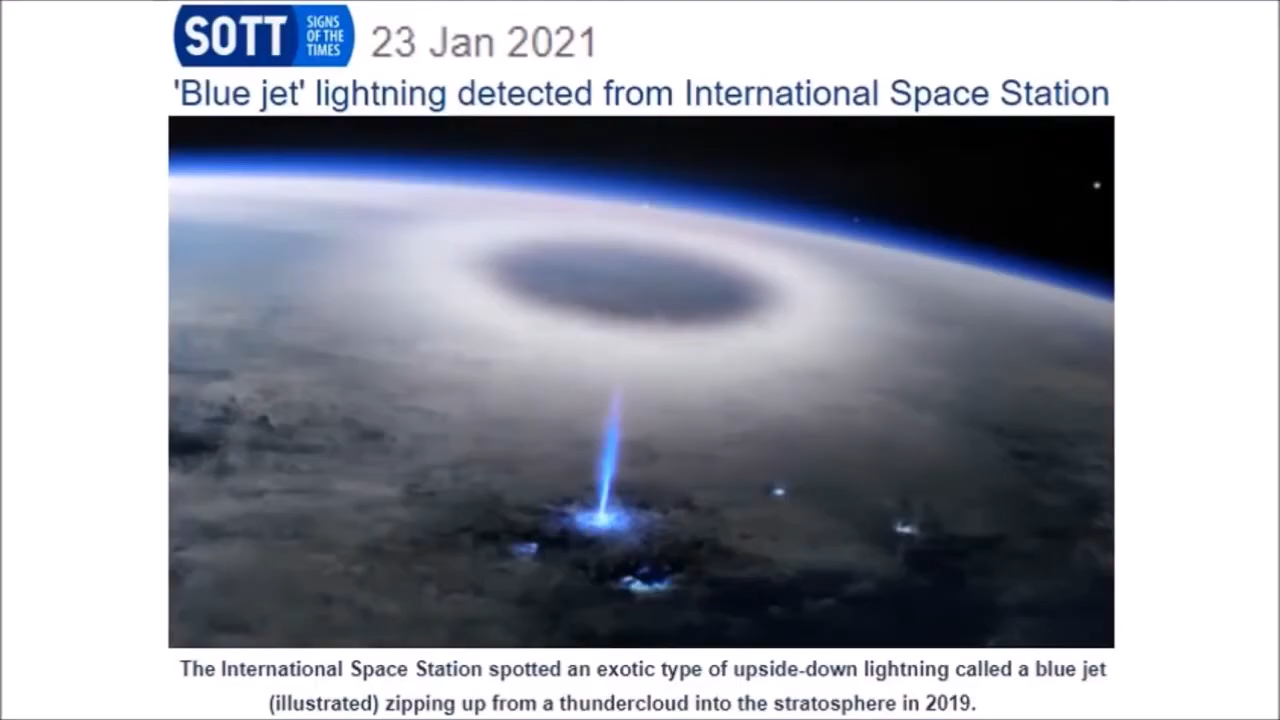 SOTT
SIGNS
OF THE
TIMES
23 Jan 2021
'Blue jet' lightning detected from International Space Station
The International Space Station spotted an exotic type of upside-down lightning called a blue jet
(illustrated) zipping up from a thundercloud into the stratosphere in 2019.